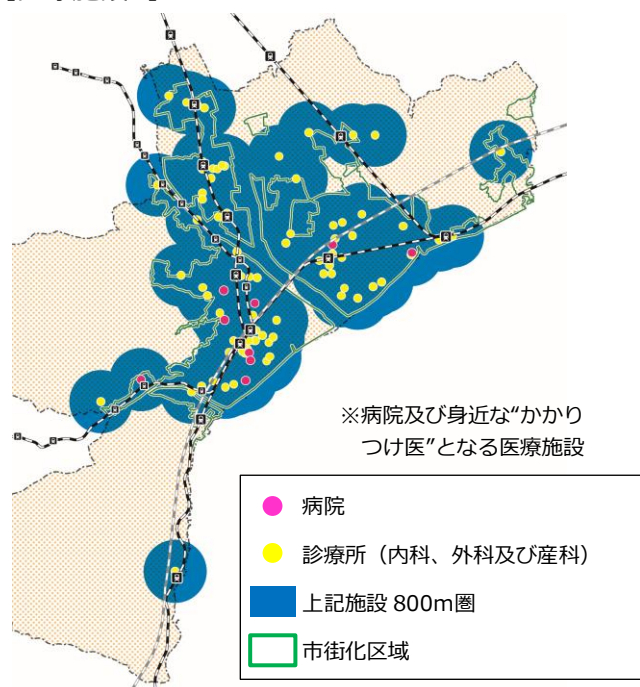 ※病院及び身近な“かかり
つけ医”となる医療施設
病院
診療所（内科、外科及び産科）
上記施設 800m圏
市街化区域